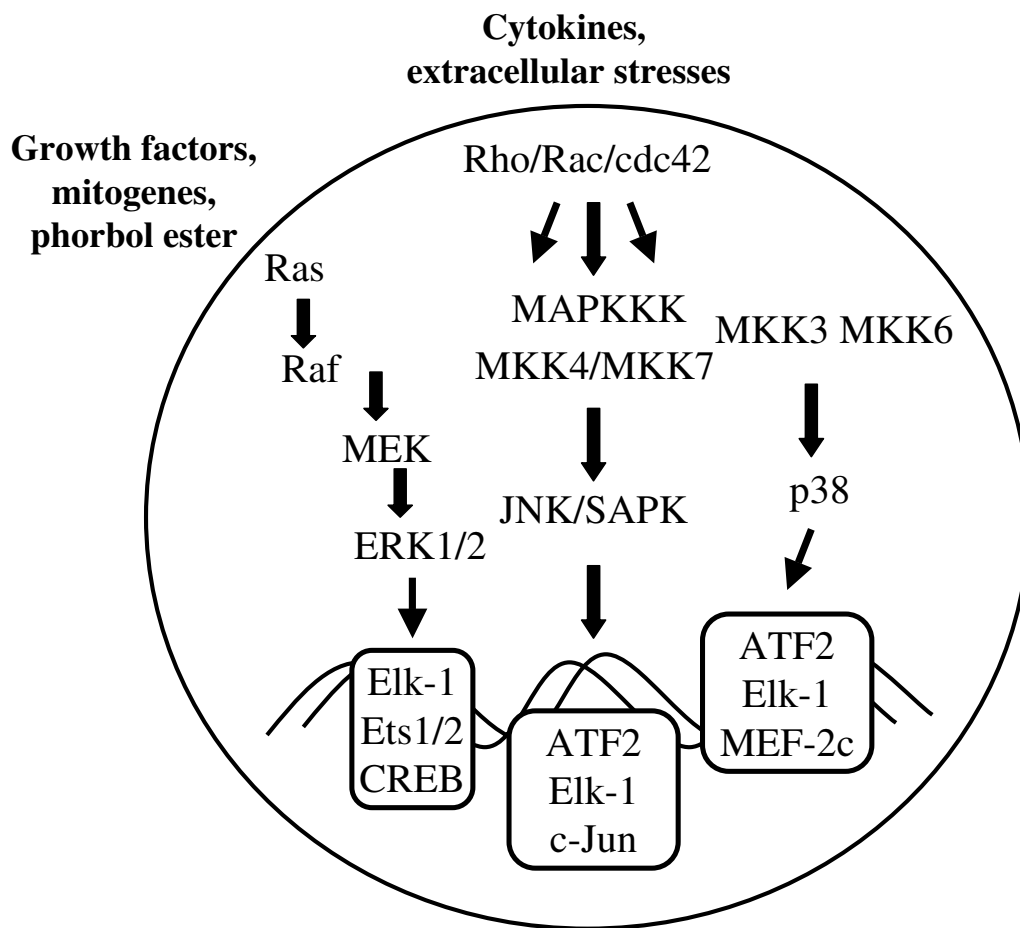 Cytokines,
extracellular stresses
Growth factors,
mitogenes,
phorbol ester
Rho/Rac/cdc42
Ras
Raf
MEK
ERK1/2
MAPKKK
MKK4/MKK7
JNK/SAPK
MKK3 MKK6
p38
Elk-1
Ets1/2
CREB
ATF2
Elk-1
c-Jun
ATF2
Elk-1
MEF-2c